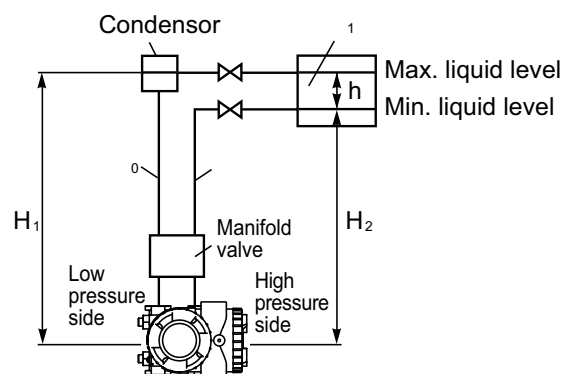 Condensor
1
Max. liquid level
h
Min. liquid level
0
H1
H2
Manifold
valve
Low
pressure
side
High
pressure
side